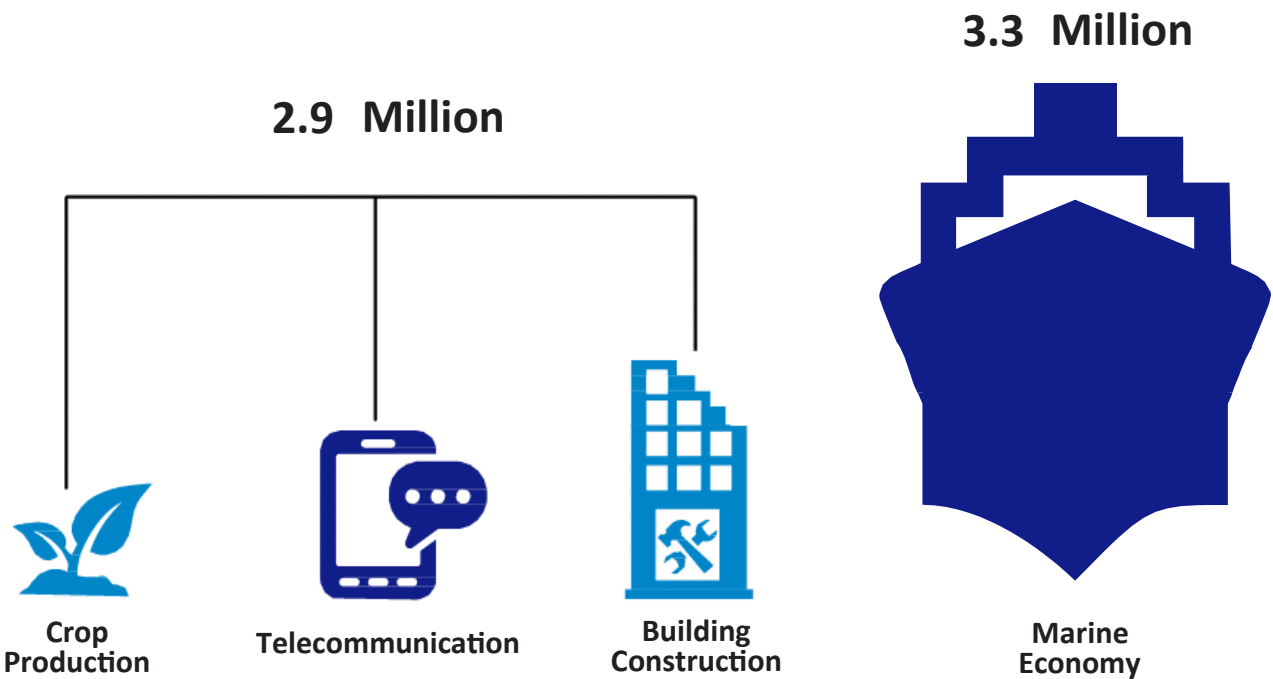 3.3 Million
2.9 Million
Crop
Production
Telecommunication
Building
Construction
Marine
Economy